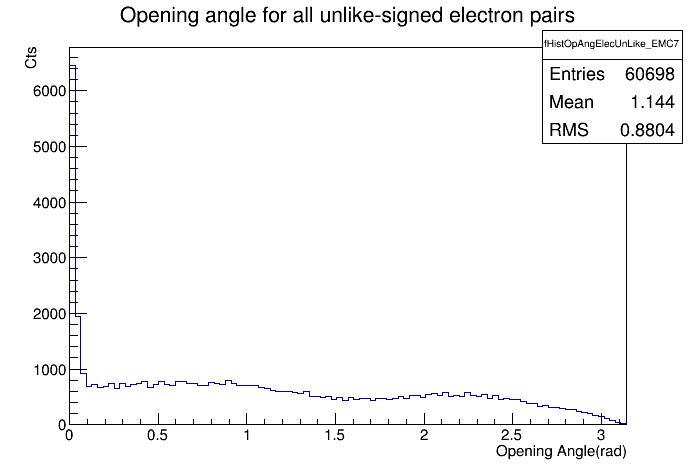 Opening angle for all unlike-signed electron pairs
fHistOpAngElecUnLike_EMC7
Entries 60698
Mean 1.144
RMS 0.8804
Cts
6000
5000
4000
3000
2000
1000
0
0 0.5 1 1.5 2 2.5 3
Opening Angle(rad)